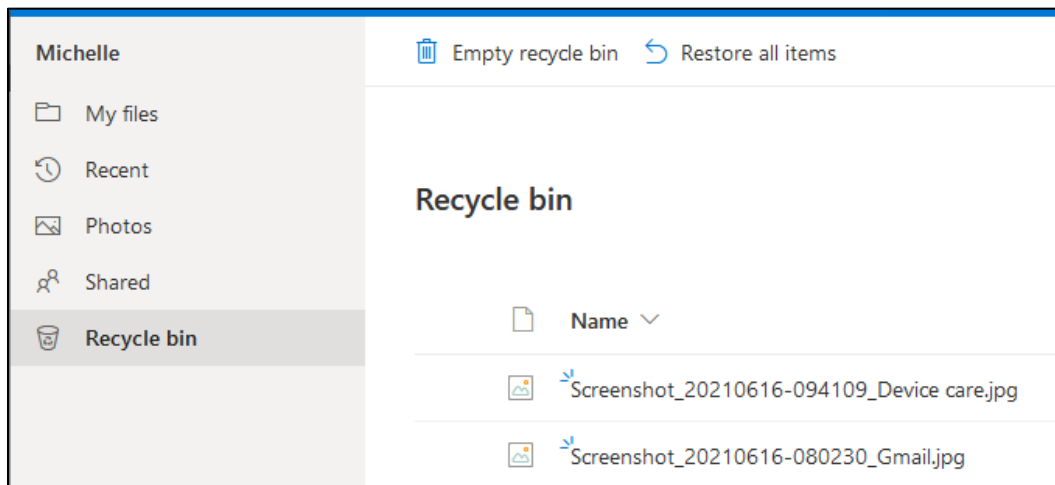 Michelle
My files
Recent
Photos
Shared
Recycle bin
Empty recycle bin Restore all items
Recycle bin
Name
Screenshot_20210616-094109_Device care.jpg
Screenshot_20210616-080230_Gmail.jpg